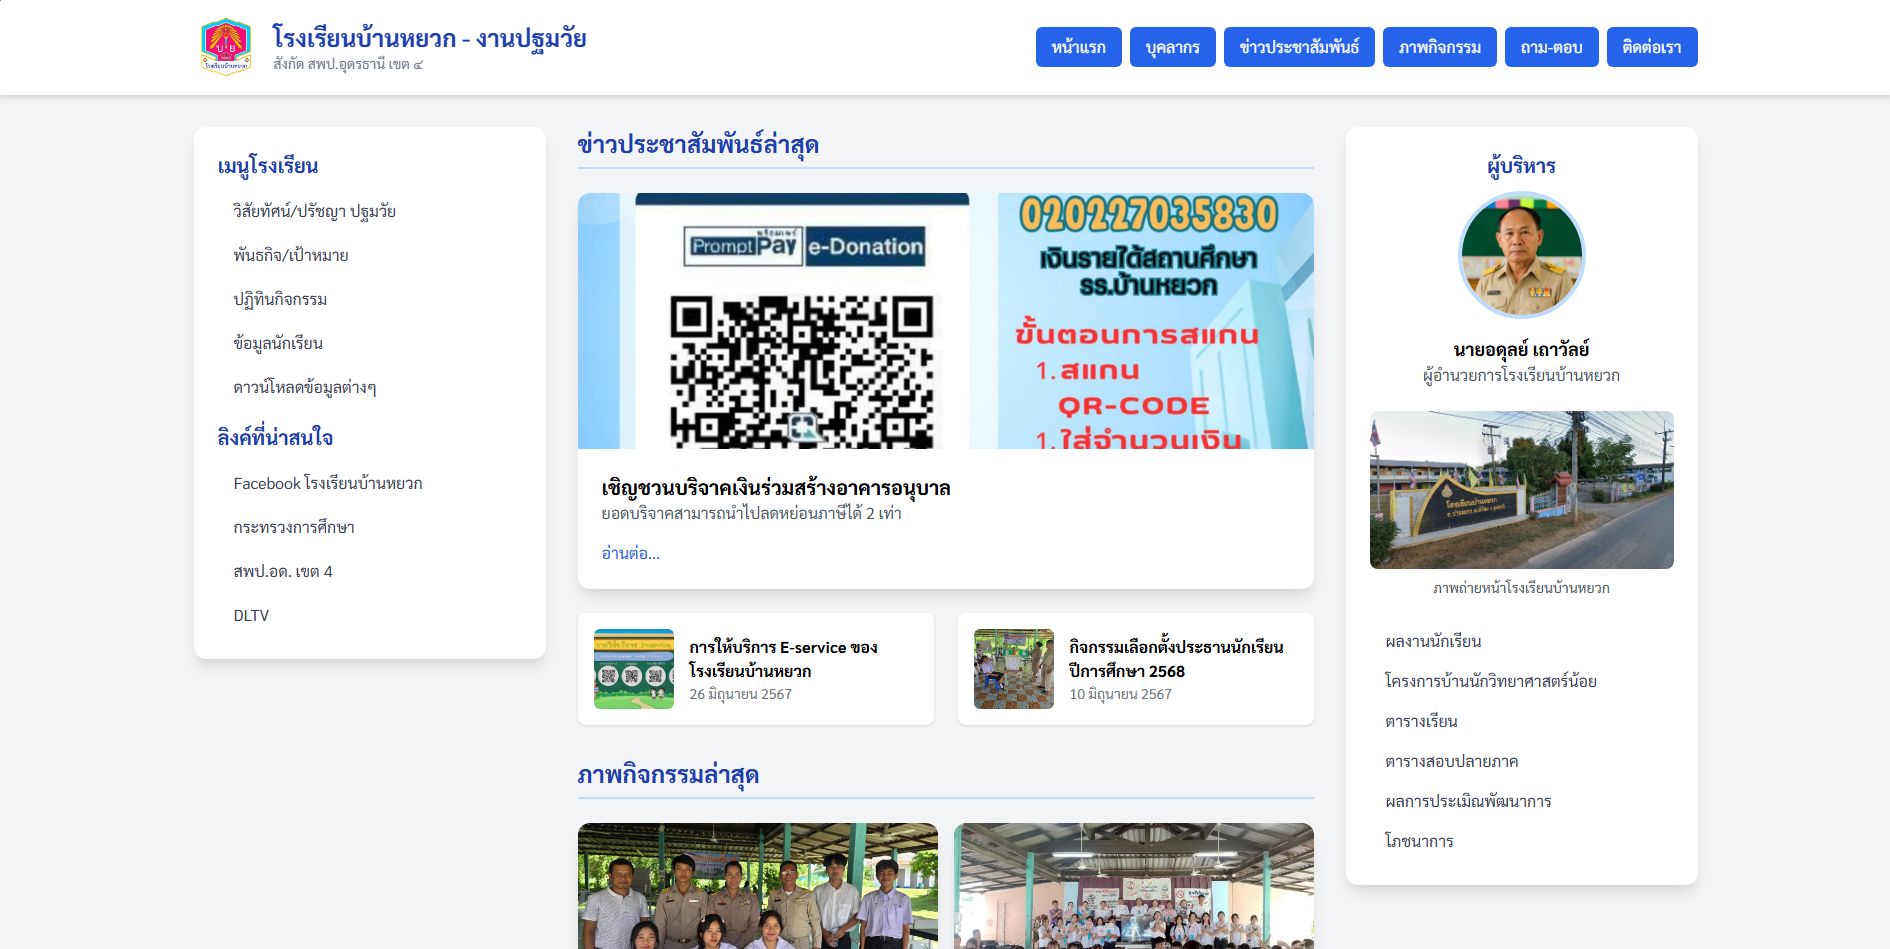 โรงเรียนบ้านหยวก - งานปฐมวัย
สังกัด สพป.อุดรธานี เขต ๔
หน้าแรก
บุคลากร
ข่าวประชาสัมพันธ์
ภาพกิจกรรม
ถาม-ตอบ
ติดต่อเรา
เมนูโรงเรียน
วิสัยทัศน์/ปรัชญา ปฐมวัย
พันธกิจ/เป้าหมาย
ปฏิทินกิจกรรม
ข้อมูลนักเรียน
ดาวน์โหลดข้อมูลต่างๆ
ลิงค์ที่น่าสนใจ
Facebook โรงเรียนบ้านหยวก
กระทรวงการศึกษา
สพป.อด. เขต 4
DLTV
ข่าวประชาสัมพันธ์ล่าสุด
พร้อมเพย์
PromptPay e-Donation
020227035830
เงินรายได้สถานศึกษา
รร.บ้านหยวก
ขั้นตอนการสแกน
1. สแกน
QR-CODE
1. ใส่จำนวนเงิน
เชิญชวนบริจาคเงินร่วมสร้างอาคารอนุบาล
ยอดบริจาคสามารถนำไปลดหย่อนภาษีได้ 2 เท่า
อ่านต่อ...
การให้บริการ E-service ของ
โรงเรียนบ้านหยวก
26 มิถุนายน 2567
กิจกรรมเลือกตั้งประธานนักเรียน
ปีการศึกษา 2568
10 มิถุนายน 2567
ภาพกิจกรรมล่าสุด
ผู้บริหาร
นายอดุลย์ เถาวัลย์
ผู้อำนวยการโรงเรียนบ้านหยวก
โรงเรียนบ้านหยวก
ภาพถ่ายหน้าโรงเรียนบ้านหยวก
ผลงานนักเรียน
โครงการบ้านนักวิทยาศาสตร์น้อย
ตารางเรียน
ตารางสอบปลายภาค
ผลการประเมิณพัฒนาการ
โภชนาการ